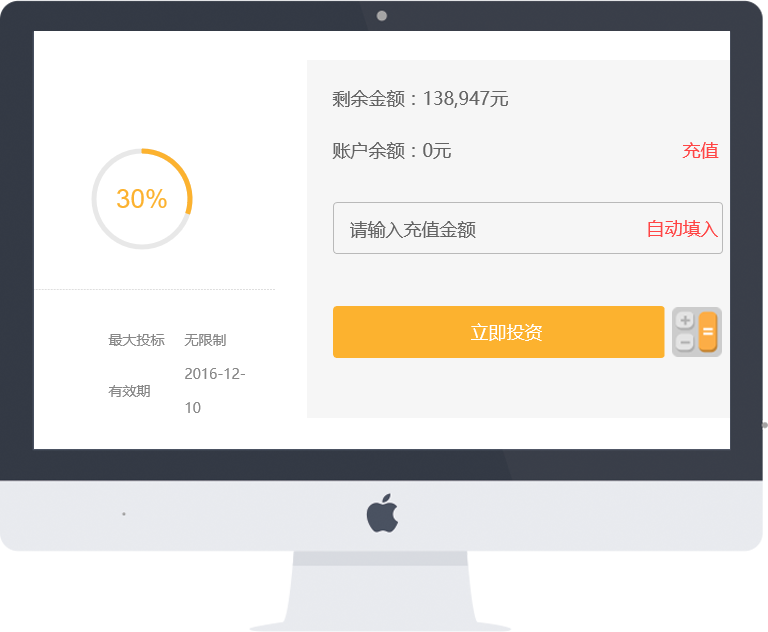 剩余金额：138,947元
账户余额：0元 充值
30%
请输入充值金额 自动填入
立即投资
最大投标 无限制
有效期 2016-12-
10